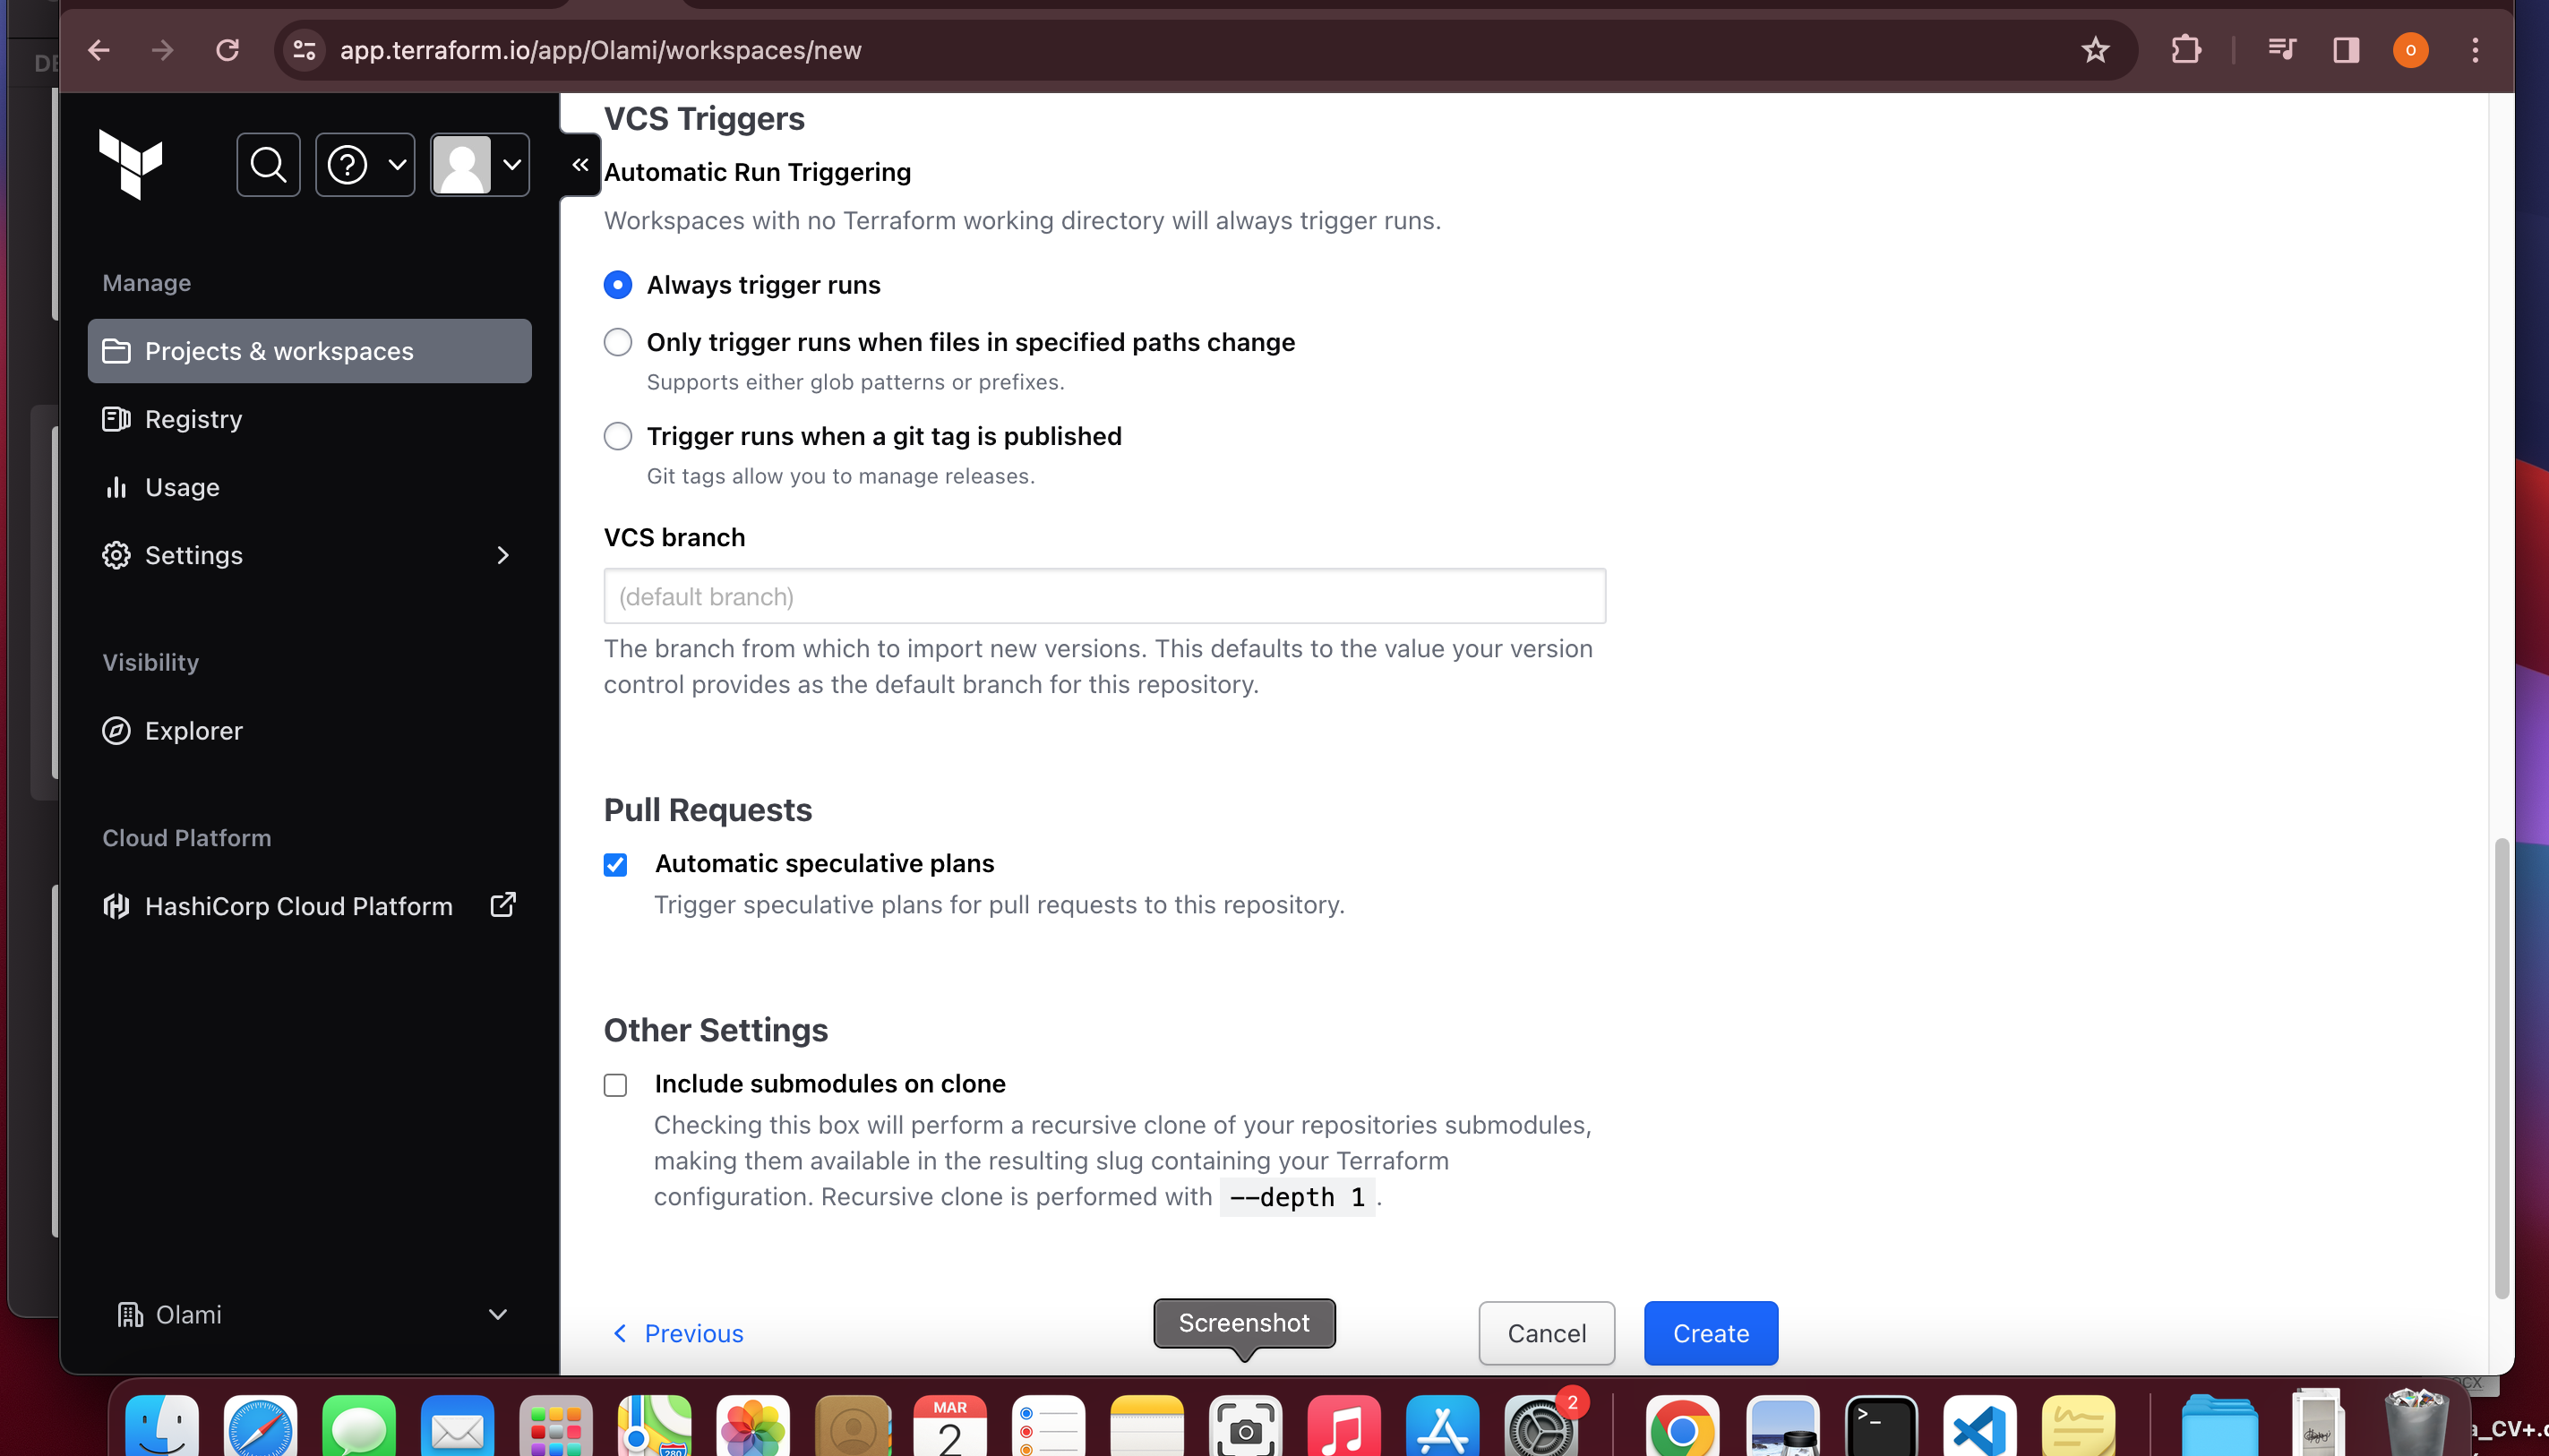 DE
app.terraform.io/app/Olami/workspaces/new
o
Manage
Projects & workspaces
Registry
Usage
Settings
Visibility
Explorer
Cloud Platform
HashiCorp Cloud Platform
Olami
VCS Triggers
Automatic Run Triggering
Workspaces with no Terraform working directory will always trigger runs.
Always trigger runs
Only trigger runs when files in specified paths change
Supports either glob patterns or prefixes.
Trigger runs when a git tag is published
Git tags allow you to manage releases.
VCS branch
(default branch)
The branch from which to import new versions. This defaults to the value your version
control provides as the default branch for this repository.
Pull Requests
Automatic speculative plans
Trigger speculative plans for pull requests to this repository.
Other Settings
Include submodules on clone
Checking this box will perform a recursive clone of your repositories submodules,
making them available in the resulting slug containing your Terraform
configuration. Recursive clone is performed with --depth 1.
Previous
Screenshot
Cancel
Create
MAR
2
280
2
>_
a_CV+.